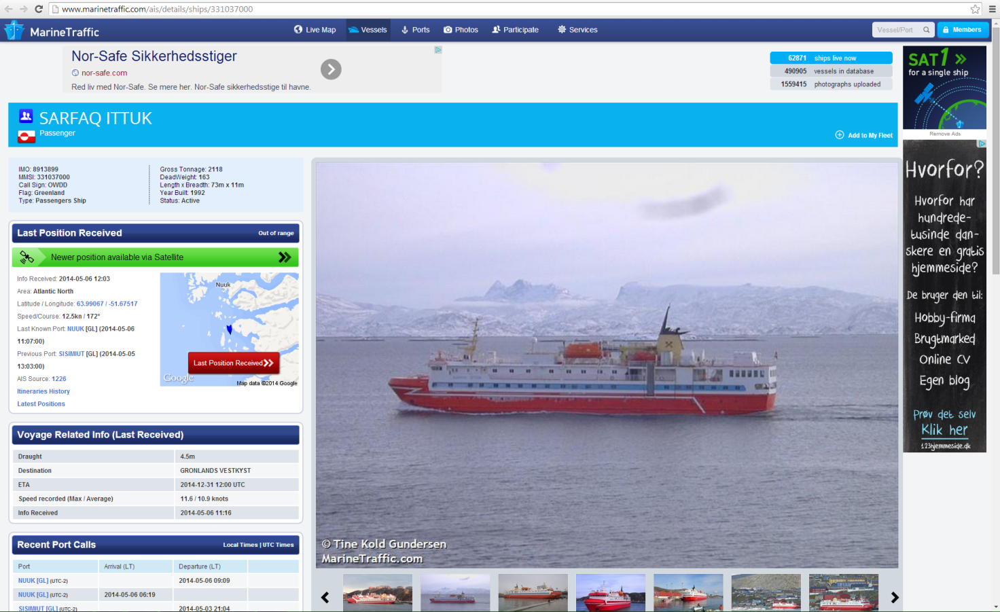 www.marinetraffic.com/ais/details/ships/331037000
MarineTraffic
Live Map
Vessels
Ports
Photos
Participate
Services
Vessel/Port
Members
Nor-Safe Sikkerhedsstiger
nor-safe.com
Red liv med Nor-Safe. Se mere her. Nor-Safe sikkerhedsstige til havne.
62871 ships live now
490905 vessels in database
1559415 photographs uploaded
SAT1
for a single ship
Remove Ads
SARFAQ ITTUK
Passenger
Add to My Fleet
IMO: 8913899
MMSI: 331037000
Call Sign: OWDD
Flag: Greenland
Type: Passengers Ship
Gross Tonnage: 2118
DeadWeight: 163
Length x Breadth: 73m x 11m
Year Built: 1992
Status: Active
Last Position Received
Out of range
Newer position available via Satellite
Info Received: 2014-05-06 12:03
Area: Atlantic North
Latitude / Longitude: 63.99067 / -51.67517
Speed/Course: 12.5kn / 172°
Last Known Port: NUUK [GL] (2014-05-06
11:07:00)
Previous Port: SISIMIUT [GL] (2014-05-05
13:03:00)
AIS Source: 1226
Itineraries History
Latest Positions
Nuuk
Last Position Received
Google
Map data ©2014 Google
Voyage Related Info (Last Received)
Draught 4.5m
Destination GRONLANDS VESTKYST
ETA 2014-12-31 12:00 UTC
Speed recorded (Max / Average) 11.6 / 10.9 knots
Info Received 2014-05-06 11:16
Recent Port Calls
Local Times | UTC Times
Port Arrival (LT) Departure (LT)
NUUK [GL] (UTC-2) 2014-05-06 09:09
NUUK [GL] (UTC-2) 2014-05-06 06:19
SISIMIUT [GL] (UTC-2) 2014-05-03 21:04
© Tine Kold Gundersen
MarineTraffic.com
Hvorfor?
Hvorfor har
hundrede-
tusinde dan-
skere en gratis
hjemmeside?
De bruger den til:
Hobby-firma
Brugtmarked
Online CV
Egen blog
Prøv det selv
Klik her
123hjemmeside.dk